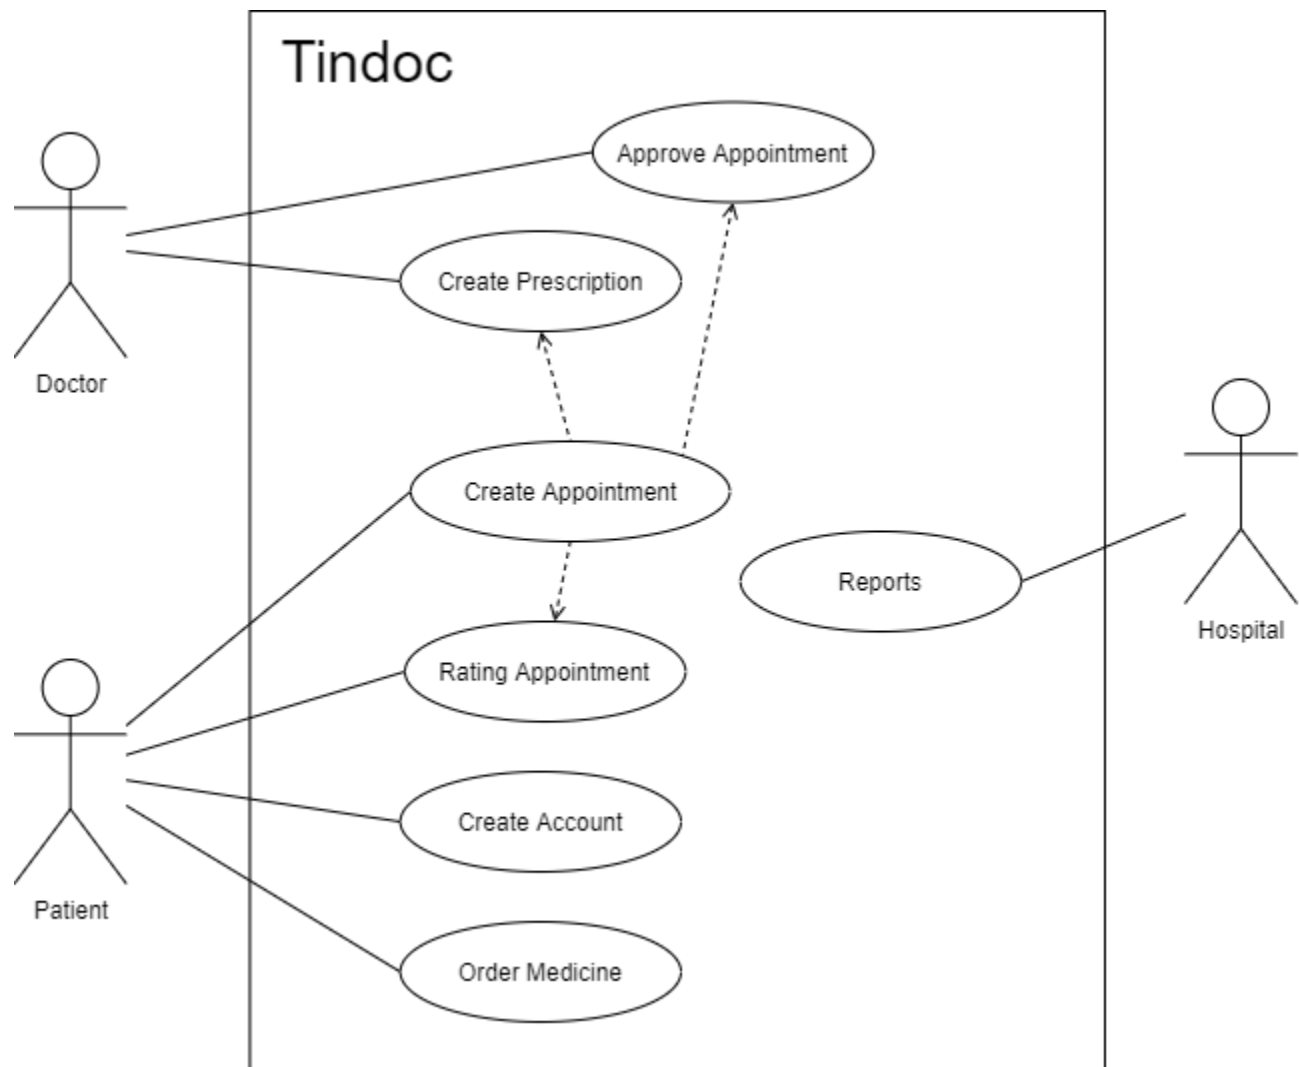 Tindoc
Approve Appointment
Create Prescription
Doctor
Create Appointment
Reports
Hospital
Rating Appointment
Create Account
Patient
Order Medicine